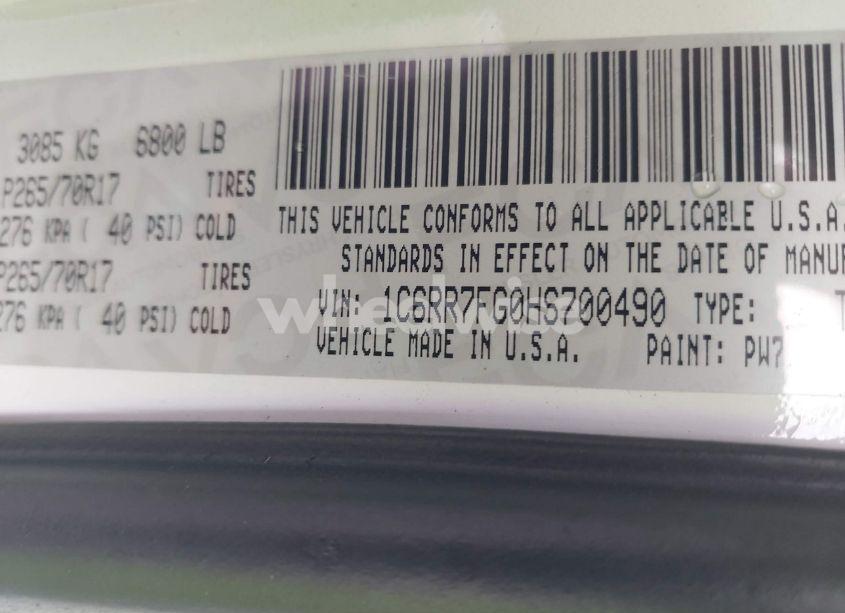 3085 KG 6800 LB
P265/70R17 TIRES
276 KPA ( 40 PSI) COLD
P265/70R17 TIRES
276 KPA ( 40 PSI) COLD
THIS VEHICLE CONFORMS TO ALL APPLICABLE U.S.A.
STANDARDS IN EFFECT ON THE DATE OF MANUF
VIN: 1C6RR7FG0HS700490 TYPE: T
VEHICLE MADE IN U.S.A. PAINT: PW7